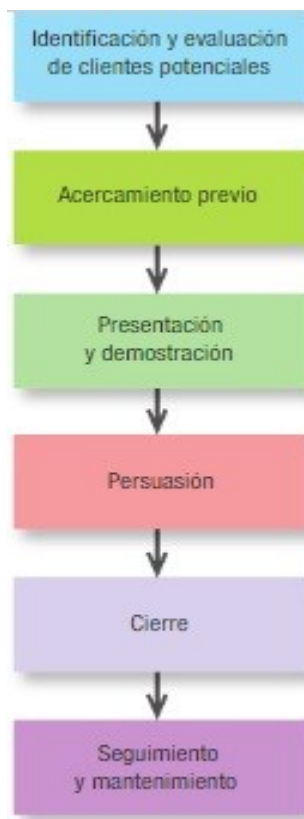 Identificación y evaluación
de clientes potenciales
Acercamiento previo
Presentación
y demostración
Persuasión
Cierre
Seguimiento
y mantenimiento